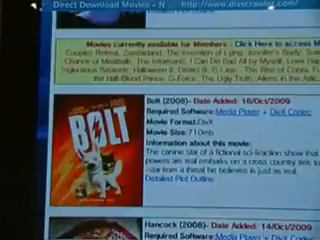 Direct Download Movies - N... http://www.divxcrawler.com/
Movies currently available for Members - Click Here to access M
Couples Retreat, Zombieland, The Invention of Lying, Jennifer's Body, Su
Chance of Meatballs, The Informers, I Can Do Bad All by Myself, Love Hap
Inglourious Basterds, Halloween II, District 9, G.I. Joe - The Rise of Cobra, Fu
the Half-Blood Prince, G-Force, The Ugly Truth, Aliens in the Attic
BOLT
Bolt (2008)- Date Added: 16/Oct/2009
Required Software:Media Player + DivX Codec
Movie Format:DivX
Movie Size:710mb
Information about this movie:
The canine star of a fictional sci-fi/action show that
powers are real embarks on a cross country trek to
-star from a threat he believes is just as real.
Detailed Plot Outline
Hancock (2008)- Date Added: 14/Oct/2009
Required Software:Media Player + DivX Codec